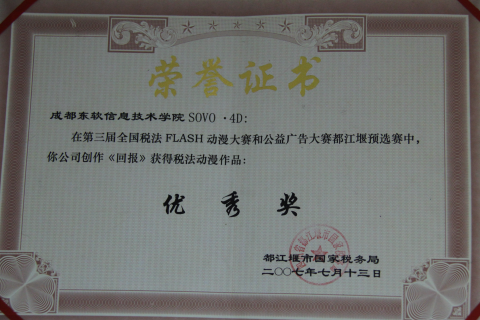 荣誉证书
成都东软信息技术学院 SOVO · 4D:
在第三届全国税法 FLASH 动漫大赛和公益广告大赛都江堰预选赛中,
你公司创作《回报》获得税法动漫作品:
优秀奖
都江堰市国家税务局
二〇〇七年七月十三日